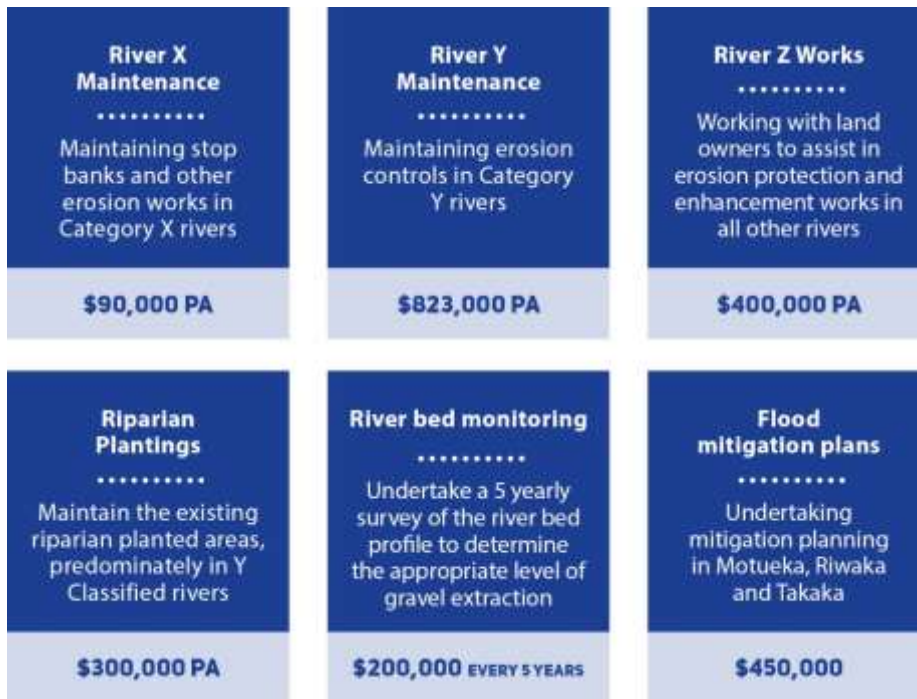 River X
Maintenance
Maintaining stop
banks and other
erosion works in
Category X rivers
$90,000 PA
River Y
Maintenance
Maintaining erosion
controls in Category
Y rivers
$823,000 PA
River Z Works
Working with land
owners to assist in
erosion protection and
enhancement works in
all other rivers
$400,000 PA
Riparian
Plantings
Maintain the existing
riparian planted areas,
predominately in Y
Classified rivers
$300,000 PA
River bed monitoring
Undertake a 5 yearly
survey of the river bed
profile to determine
the appropriate level of
gravel extraction
$200,000 EVERY 5 YEARS
Flood
mitigation plans
Undertaking
mitigation planning
in Motueka, Riwaka
and Takaka
$450,000